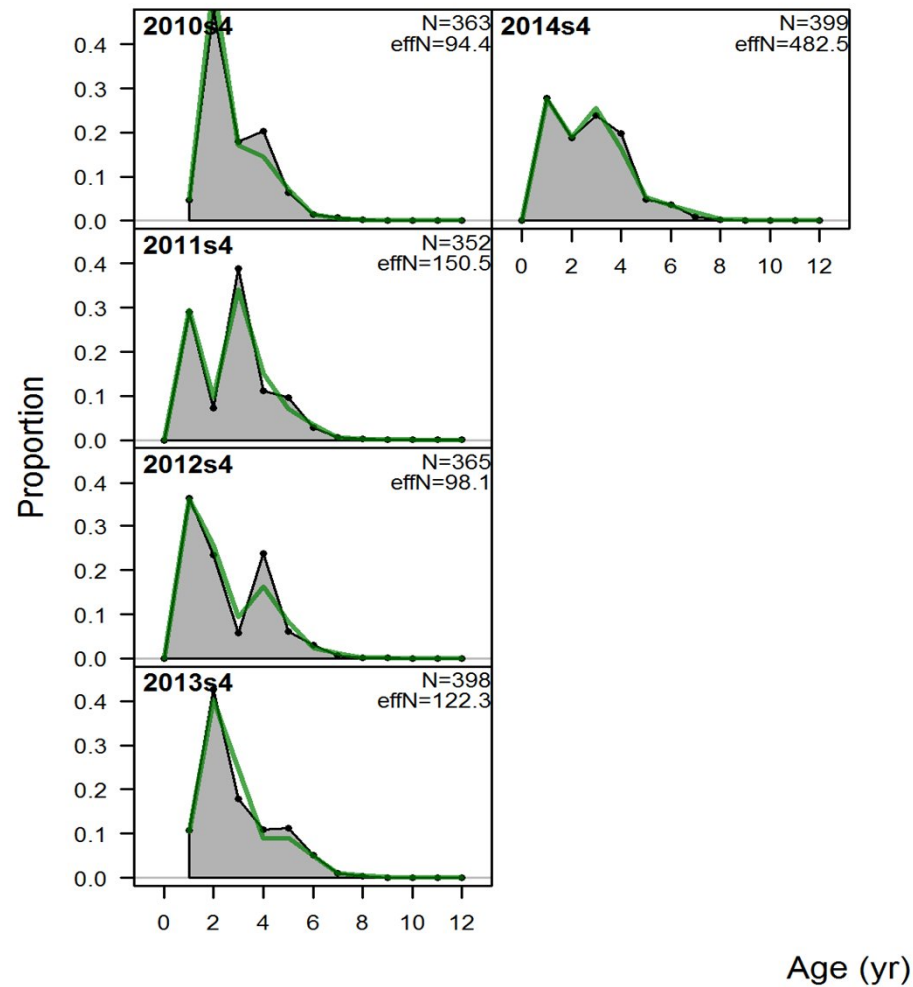 2010s4
N=363
effN=94.4
0.4
0.3
0.2
0.1
0.0
2014s4
N=399
effN=482.5
0 2 4 6 8 10 12
2011s4
N=352
effN=150.5
0.4
0.3
0.2
0.1
0.0
2012s4
N=365
effN=98.1
0.4
0.3
0.2
0.1
0.0
2013s4
N=398
effN=122.3
0.4
0.3
0.2
0.1
0.0
0 2 4 6 8 10 12
Proportion
Age (yr)